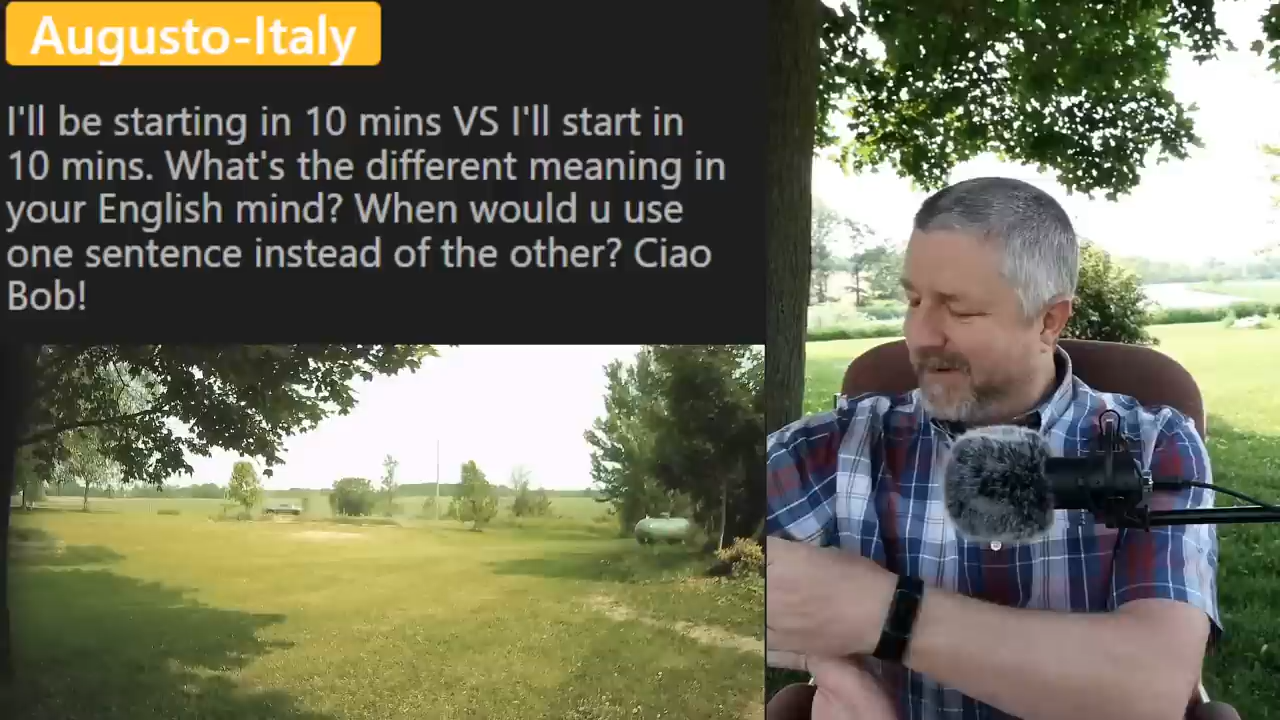 Augusto-Italy
I'll be starting in 10 mins VS I'll start in
10 mins. What's the different meaning in
your English mind? When would u use
one sentence instead of the other? Ciao
Bob!